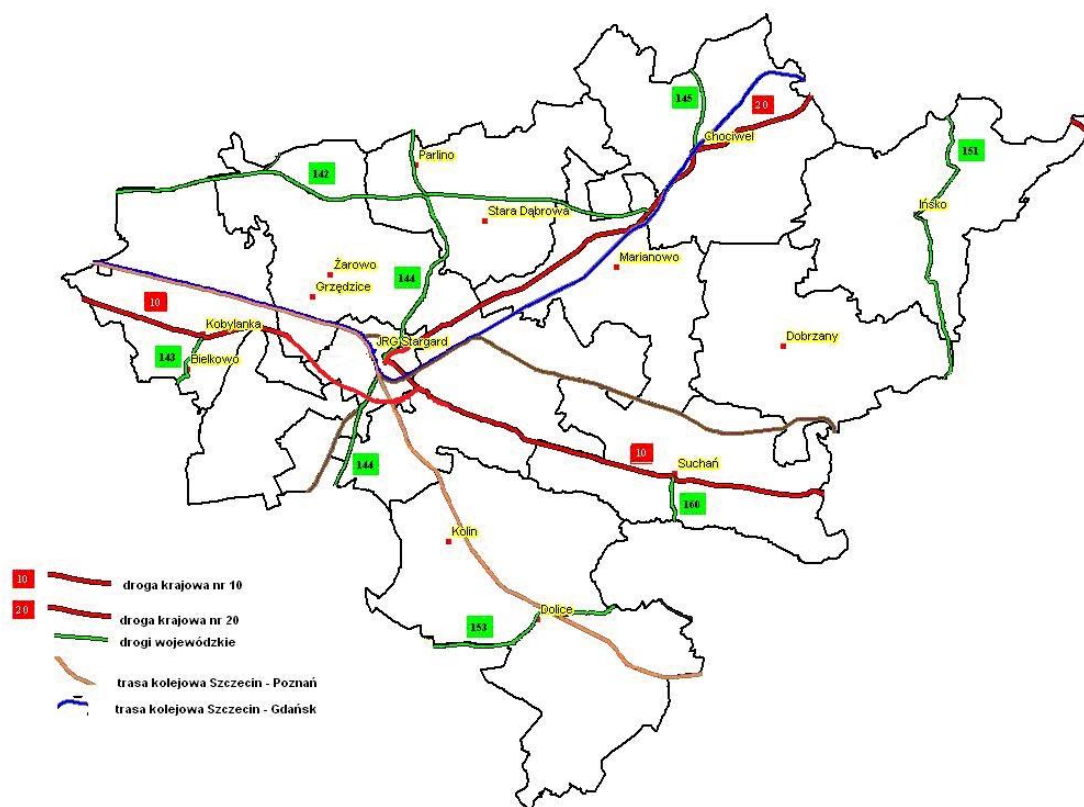 145
20
Chociwel
Parlino
151
142
Stara Dąbrowa
Ińsko
Marianowo
Żarowo
144
Grzędzice
10
Kobylanka
JRG Stargard
Dobrzany
143
Bielkowo
10
Suchań
144
160
Kolin
Dolice
153
10 droga krajowa nr 10
20 droga krajowa nr 20
drogi wojewódzkie
trasa kolejowa Szczecin - Poznań
trasa kolejowa Szczecin - Gdańsk